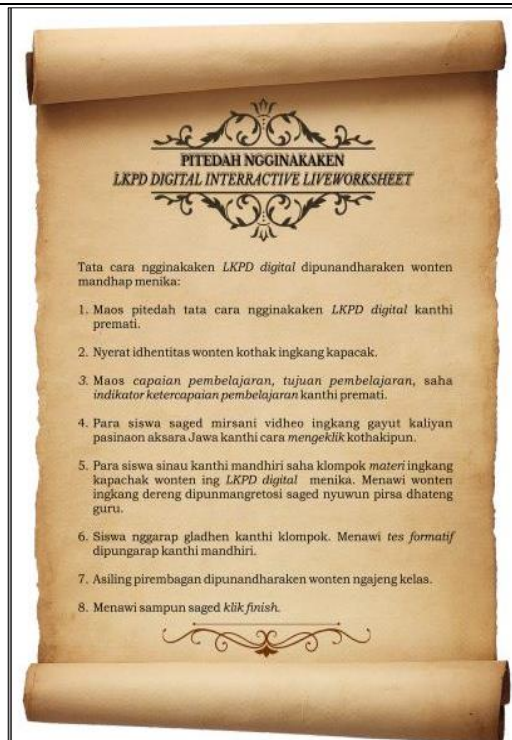 PITEDAH NGGINAKAKEN
LKPD DIGITAL INTERRACTIVE LIVEWORKSHEET
Tata cara ngginakaken LKPD digital dipunandharaken wonten
mandhap menika:
1. Maos pitedah tata cara ngginakaken LKPD digital kanthi
premati.
2. Nyerat idhentitas wonten kothak ingkang kapacak.
3. Maos capaian pembelajaran, tujuan pembelajaran, saha
indikator ketercapaian pembelajaran kanthi premati.
4. Para siswa saged mirsani vidheo ingkang gayut kaliyan
pasinaon aksara Jawa kanthi cara mengeklik kothakipun.
5. Para siswa sinau kanthi mandhiri saha klompok materi ingkang
kapachak wonten ing LKPD digital menika. Menawi wonten
ingkang dereng dipunmangretosi saged nyuwun pirsa dhateng
guru.
6. Siswa nggarap gladhen kanthi klompok. Menawi tes formatif
dipungarap kanthi mandhiri.
7. Asiling pirembagan dipunandharaken wonten ngajeng kelas.
8. Menawi sampun saged klik finish.